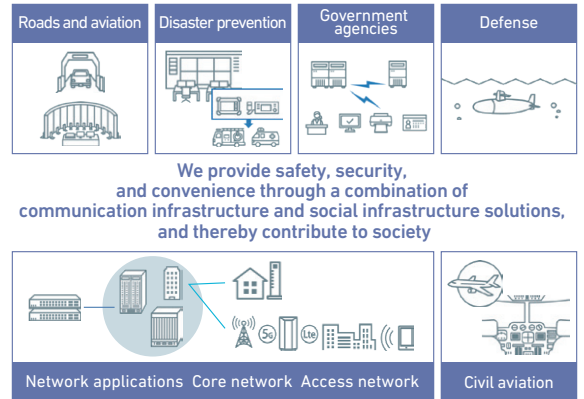 Roads and aviation
Disaster prevention
Government
agencies
Defense
We provide safety, security,
and convenience through a combination of
communication infrastructure and social infrastructure solutions,
and thereby contribute to society
5G
Lte
Network applications Core network Access network
Civil aviation